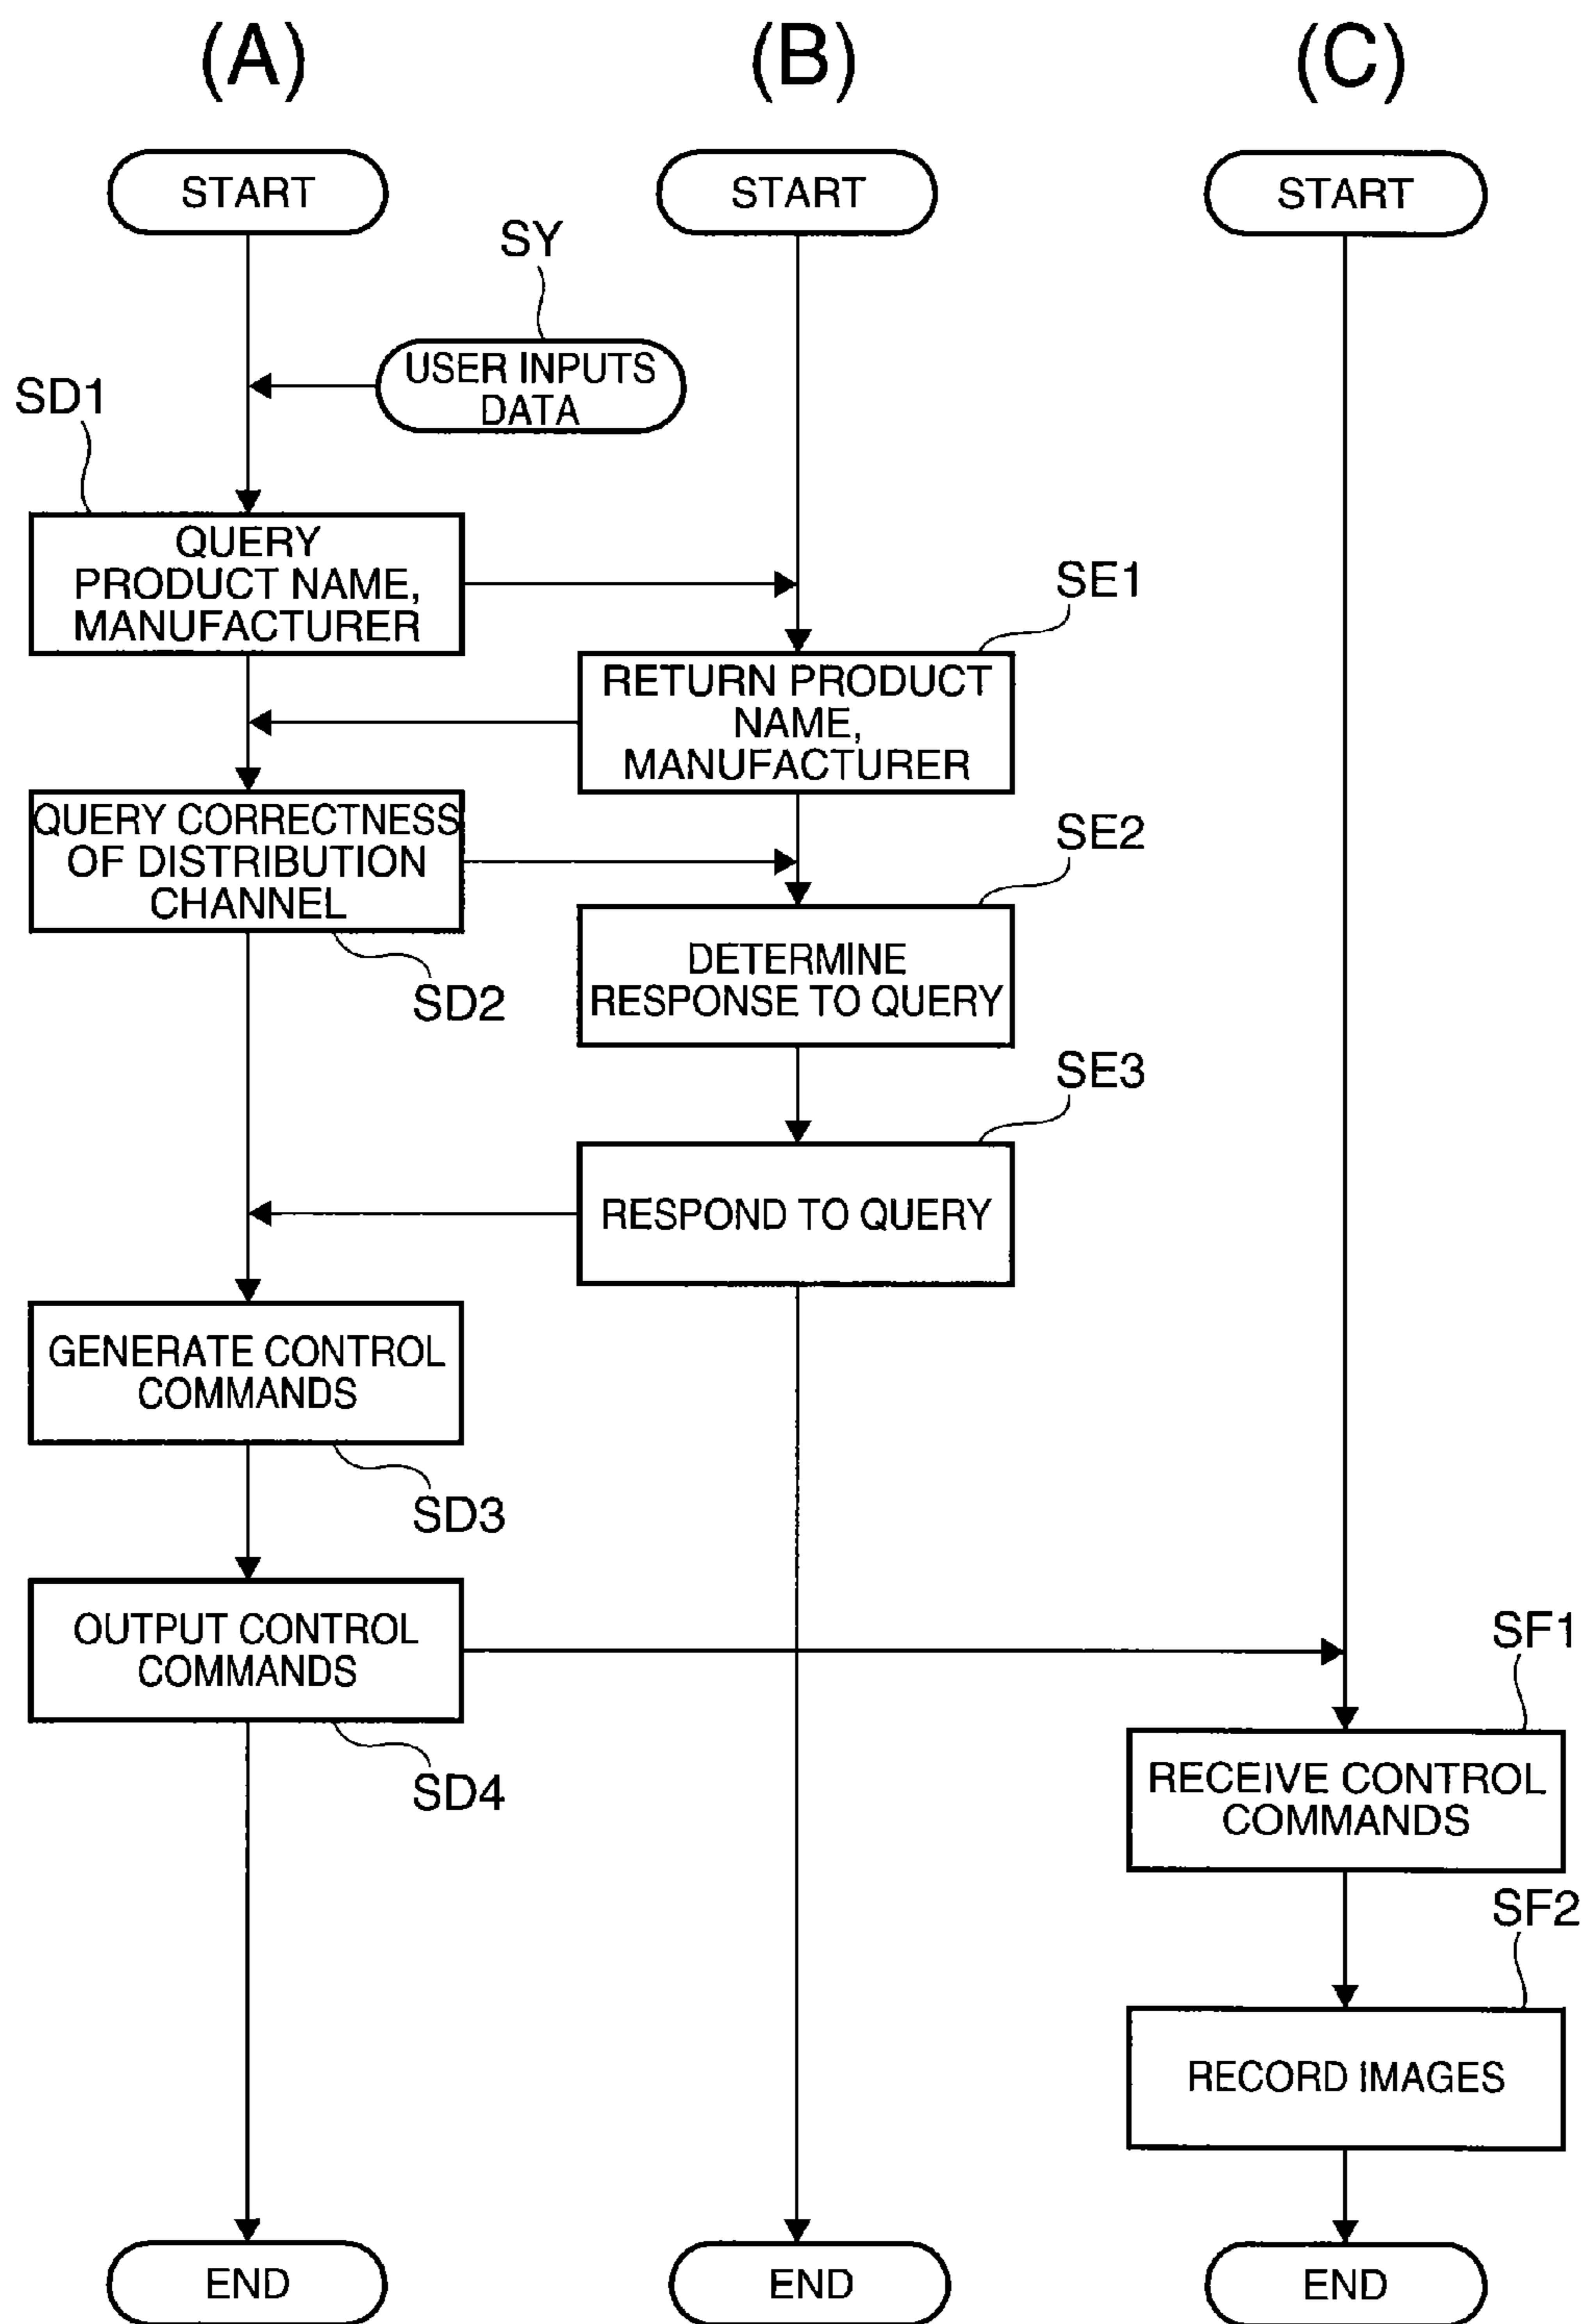 (A)
(B)
(C)
START
START
START
SY
USER INPUTS
DATA
SD1
QUERY
PRODUCT NAME,
MANUFACTURER
SE1
RETURN PRODUCT
NAME,
MANUFACTURER
QUERY CORRECTNESS
OF DISTRIBUTION
CHANNEL
SE2
SD2
DETERMINE
RESPONSE TO QUERY
SE3
RESPOND TO QUERY
GENERATE CONTROL
COMMANDS
SD3
OUTPUT CONTROL
COMMANDS
SF1
SD4
RECEIVE CONTROL
COMMANDS
SF2
RECORD IMAGES
END
END
END